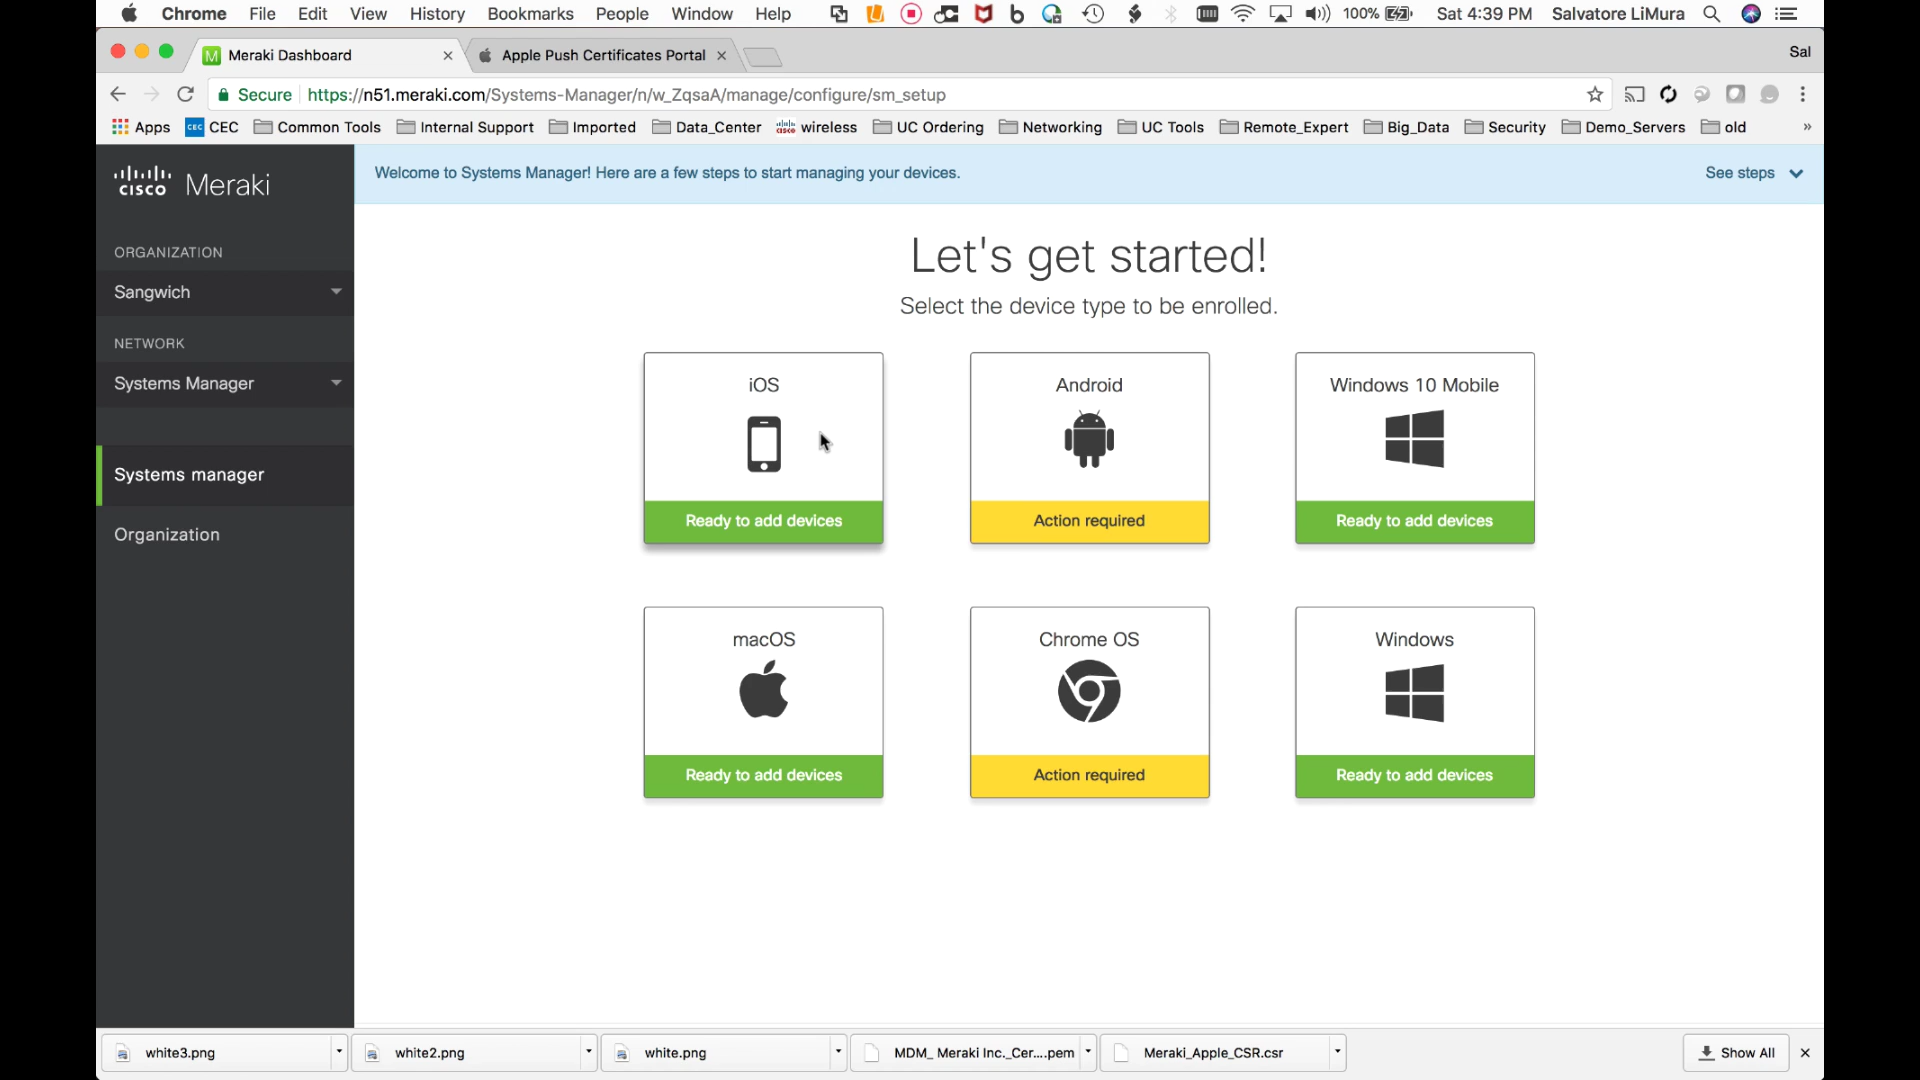 Chrome File Edit View History Bookmarks People Window Help 100% Sat 4:39 PM Salvatore LiMura
Meraki Dashboard Apple Push Certificates Portal Sal
Secure https://n51.meraki.com/Systems-Manager/n/w_ZqsaA/manage/configure/sm_setup
Apps CEC CEC Common Tools Internal Support Imported Data_Center cisco wireless UC Ordering Networking UC Tools Remote_Expert Big_Data Security Demo_Servers old »
cisco Meraki
Welcome to Systems Manager! Here are a few steps to start managing your devices. See steps
ORGANIZATION
Sangwich
NETWORK
Systems Manager
Systems manager
Organization
Let's get started!
Select the device type to be enrolled.
iOS Android Windows 10 Mobile
Ready to add devices Action required Ready to add devices
macOS Chrome OS Windows
Ready to add devices Action required Ready to add devices
white3.png white2.png white.png MDM_ Meraki Inc._Cer....pem Meraki_Apple_CSR.csr Show All